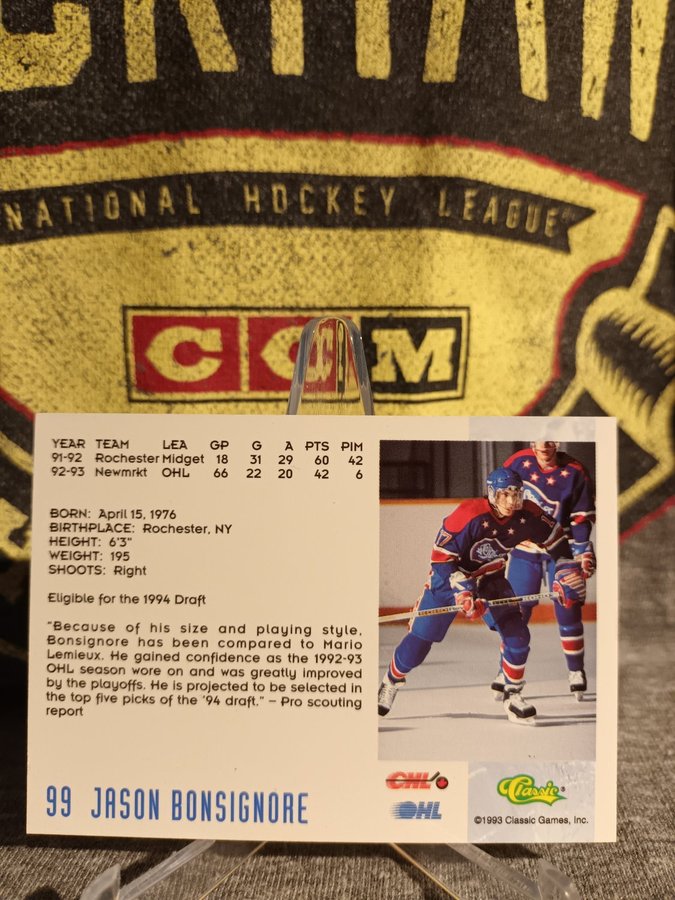 NATIONAL HOCKEY LEAGUE
CCM
YEAR TEAM LEA GP G A PTS PIM
91-92 Rochester Midget 18 31 29 60 42
92-93 Newmrkt OHL 66 22 20 42 6
BORN: April 15, 1976
BIRTHPLACE: Rochester, NY
HEIGHT: 6'3"
WEIGHT: 195
SHOOTS: Right
Eligible for the 1994 Draft
"Because of his size and playing style,
Bonsignore has been compared to Mario
Lemieux. He gained confidence as the 1992-93
OHL season wore on and was greatly improved
by the playoffs. He is projected to be selected in
the top five picks of the '94 draft." – Pro scouting
report
17
CHL
OHL
Classic®
©1993 Classic Games, Inc.
99 JASON BONSIGNORE